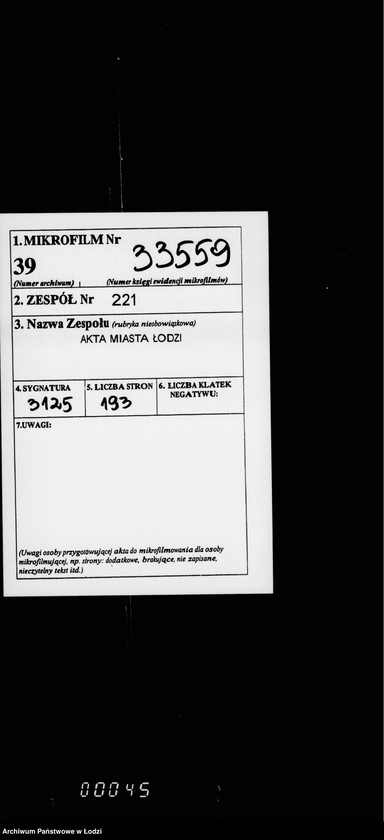 1. MIKROFILM Nr
33559
39
(Numer archiwum)
(Numer księgi ewidencji mikrofilmów)
2. ZESPÓŁ Nr 221
3. Nazwa Zespołu (rubryka nieobowiązkowa)
AKTA MIASTA ŁODZI
4. SYGNATURA
3125
5. LICZBA STRON
193
6. LICZBA KLATEK
NEGATYWU:
7. UWAGI:
(Uwagi osoby przygotowującej akta do mikrofilmowania dla osoby
mikrofilmującej, np. strony: dodatkowe, brakujące, nie zapisane,
nieczytelny tekst itd.)
00045
Archiwum Państwowe w Łodzi